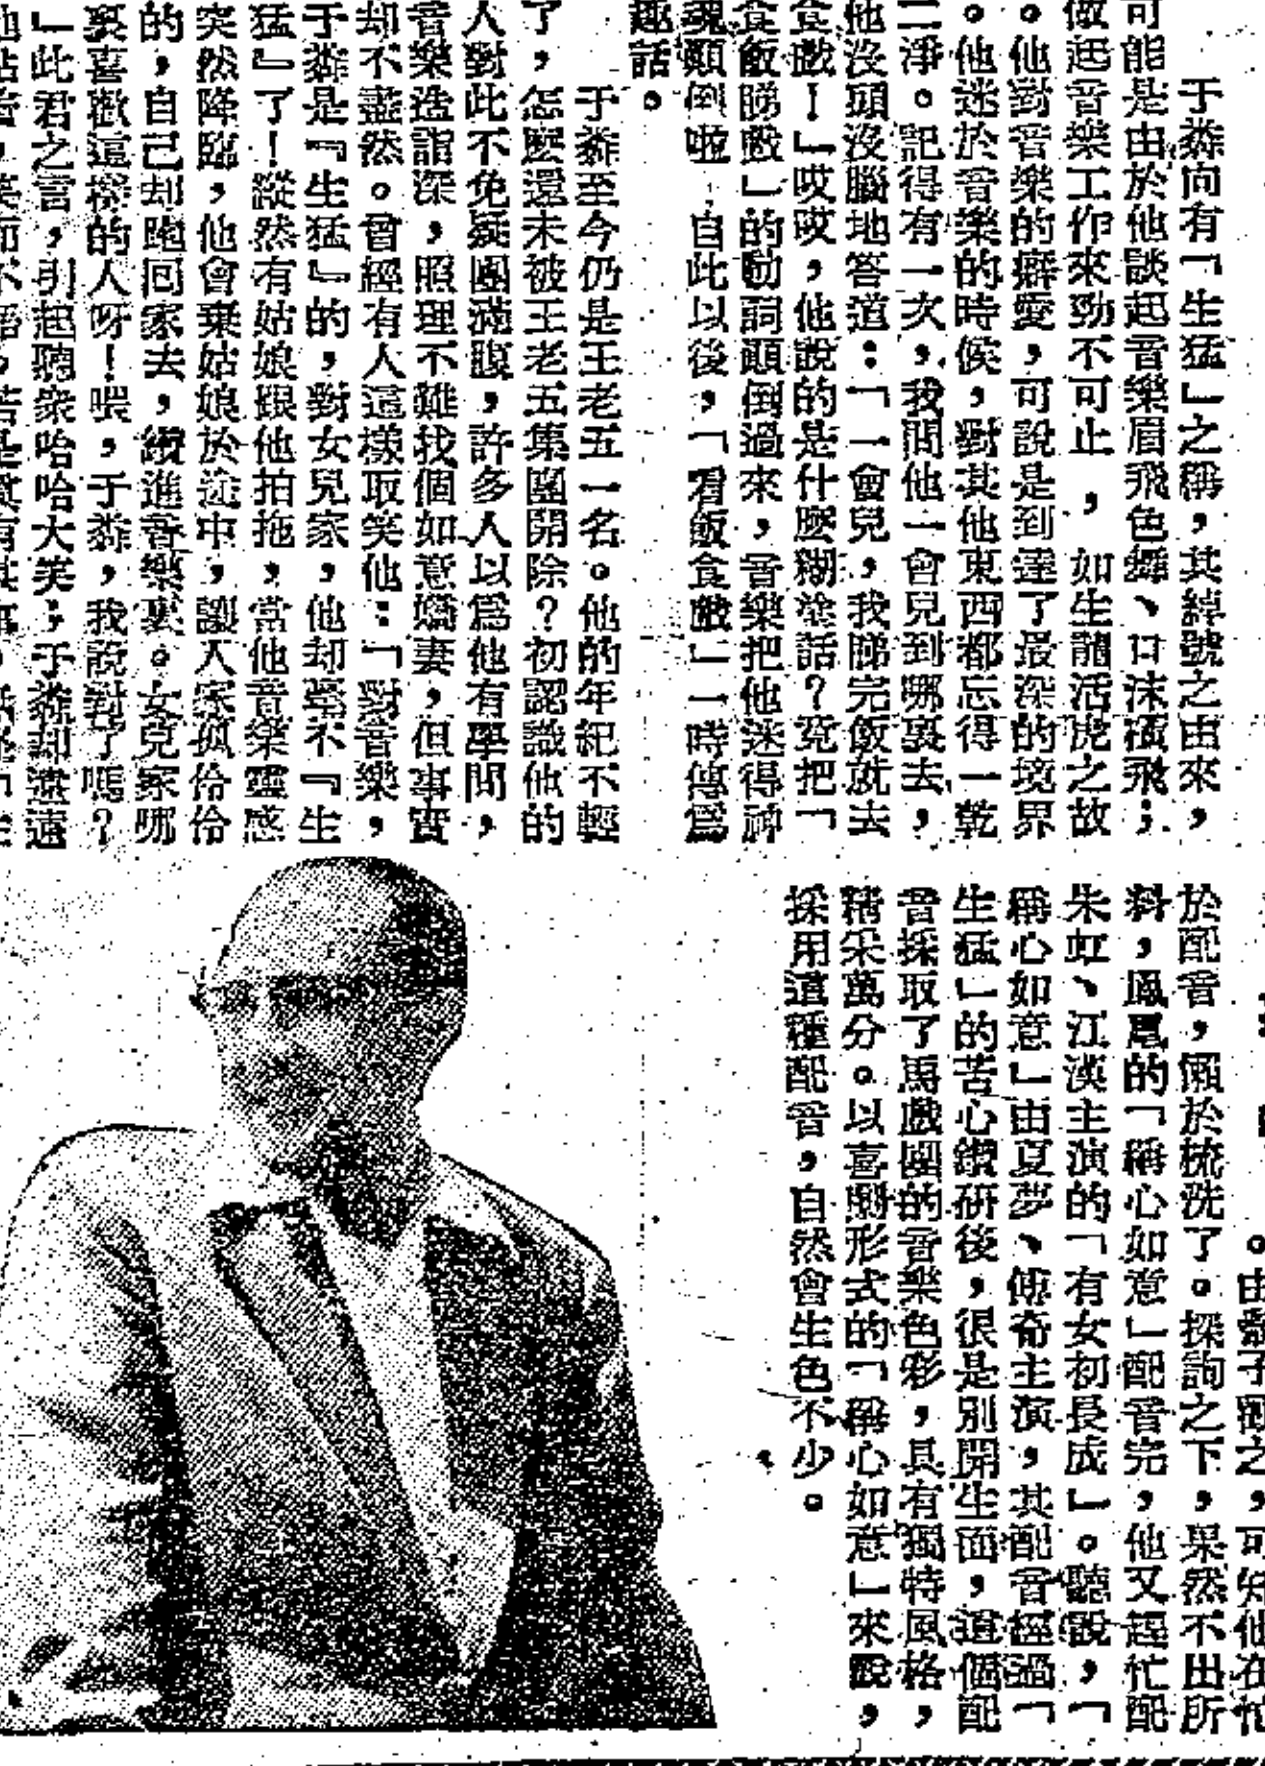 于粦向有「生猛」之稱，其綽號之由來，
可能是由於他談起音樂眉飛色舞、口沫橫飛；
做起音樂工作來勁不可止，如生龍活虎之故
。他對音樂的癖愛，可說是到達了最深的境界
。他迷於音樂的時候，對其他東西都忘得一乾
二淨。記得有一次，我問他一會兒到哪裏去，
他沒頭沒腦地答道：「一會兒，我睇完飯就去
食戲！」哎哎，他說的是什麼糊塗話？竟把「
食飯睇戲」的動詞顛倒過來，音樂把他迷得神
魂顛倒啦，自此以後，「看飯食戲」一時傳爲
趣話。
于粦至今仍是王老五一名。他的年紀不輕
了，怎麼還未被王老五集團開除？初認識他的
人對此不免疑團滿腹，許多人以爲他有學問，
音樂造詣深，照理不難找個如意嬌妻，但事實
却不盡然。曾經有人這樣取笑他：「對音樂，
于粦是『生猛』的，對女兒家，他却毫不『生
猛』了！縱然有姑娘跟他拍拖，當他音樂靈感
突然降臨，他會棄姑娘於途中，讓人家孤伶伶
的，自己却跑回家去，鑽進音樂裏。女兒家哪
裏喜歡這樣的人呀！喂，于粦，我說對了嗎？
」此君之言，引起聽衆哈哈大笑；于粦却遠遠
。由鬍子觀之，可知他在忙
於配音，懶於梳洗了。探詢之下，果然不出所
料，鳳凰的「稱心如意」配音完，他又趕忙配
朱虹、江漢主演的「有女初長成」。聽說，「
稱心如意」由夏夢、傅奇主演，其配音經過「
生猛」的苦心鑽研後，很是別開生面，這個配
音採取了馬戲團的音樂色彩，具有獨特風格，
精采萬分。以喜劇形式的「稱心如意」來說，
採用這種配音，自然會生色不少。